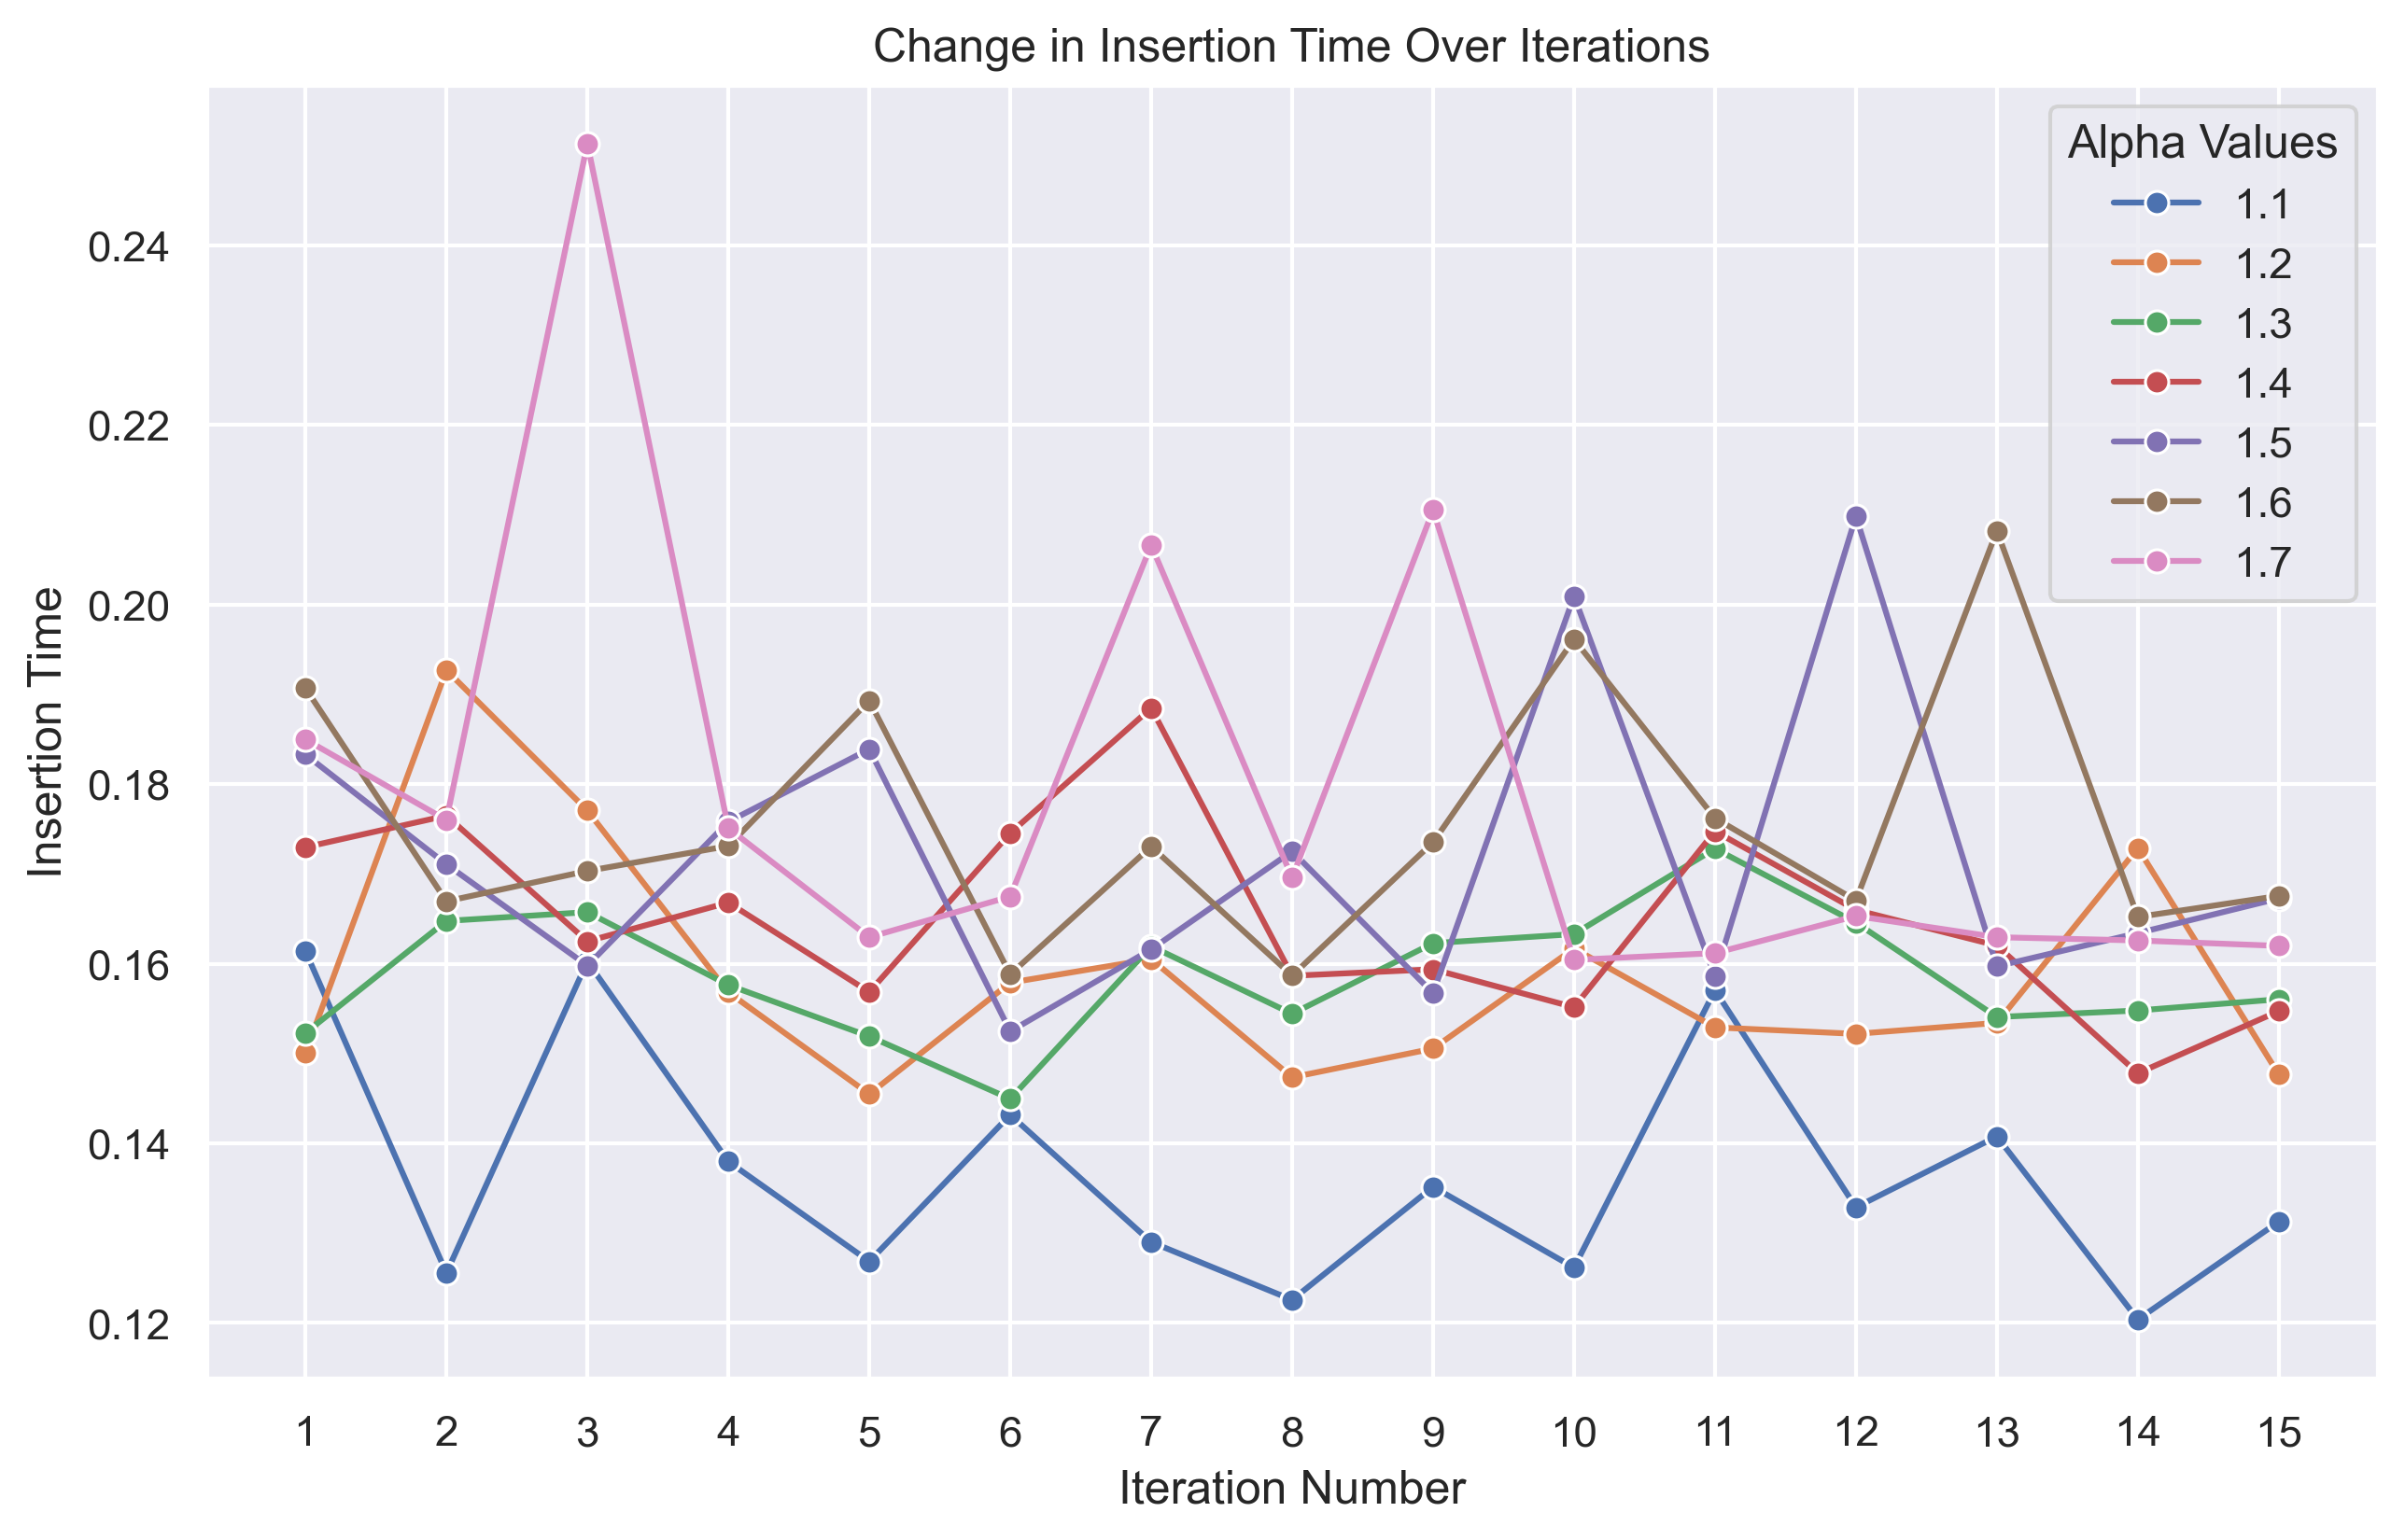 Change in Insertion Time Over Iterations
Alpha Values
1.1
1.2
1.3
1.4
1.5
1.6
1.7
Insertion Time
0.24
0.22
0.20
0.18
0.16
0.14
0.12
1 2 3 4 5 6 7 8 9 10 11 12 13 14 15
Iteration Number